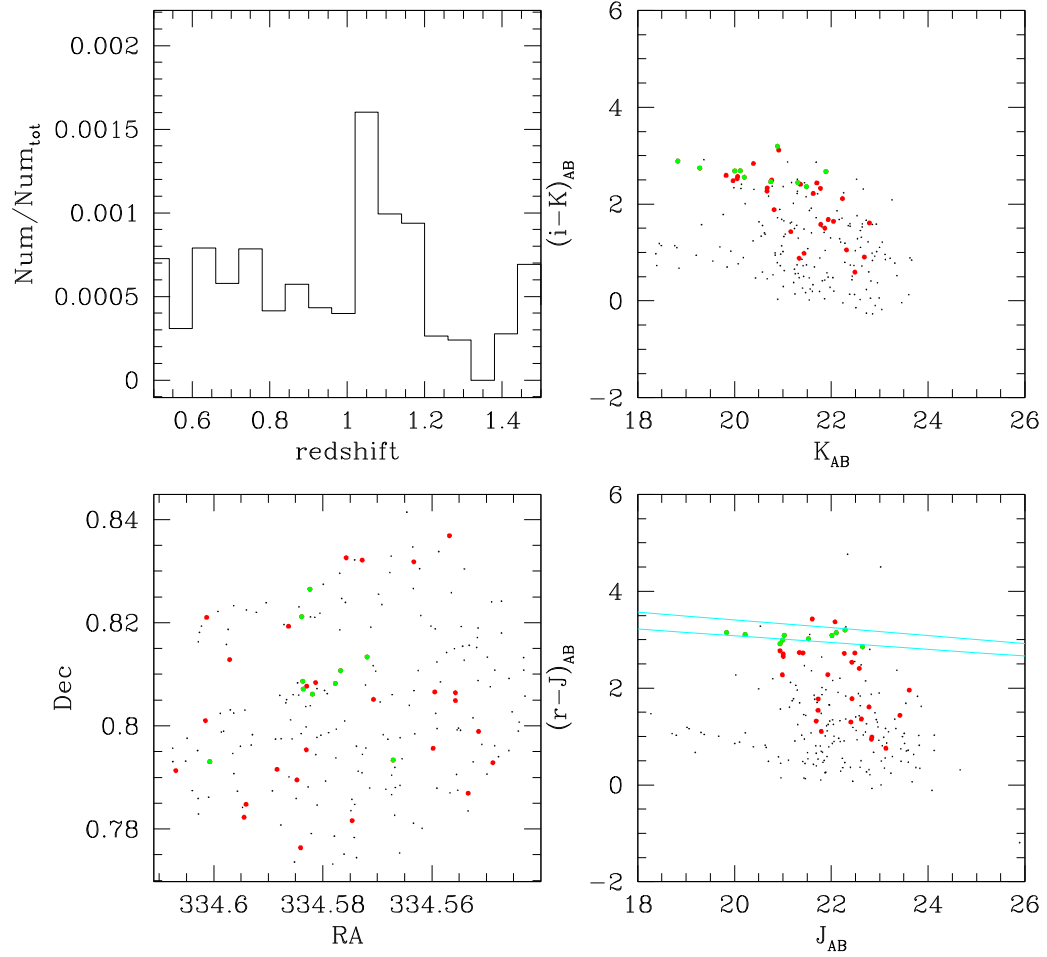 0.002
0.0015
0.001
0.0005
0
Num/Num_tot
0.6 0.8 1 1.2 1.4
redshift
6
4
2
0
−2
(i−K)_AB
18 20 22 24 26
K_AB
0.84
0.82
0.8
0.78
Dec
334.6 334.58 334.56
RA
6
4
2
0
−2
(r−J)_AB
18 20 22 24 26
J_AB